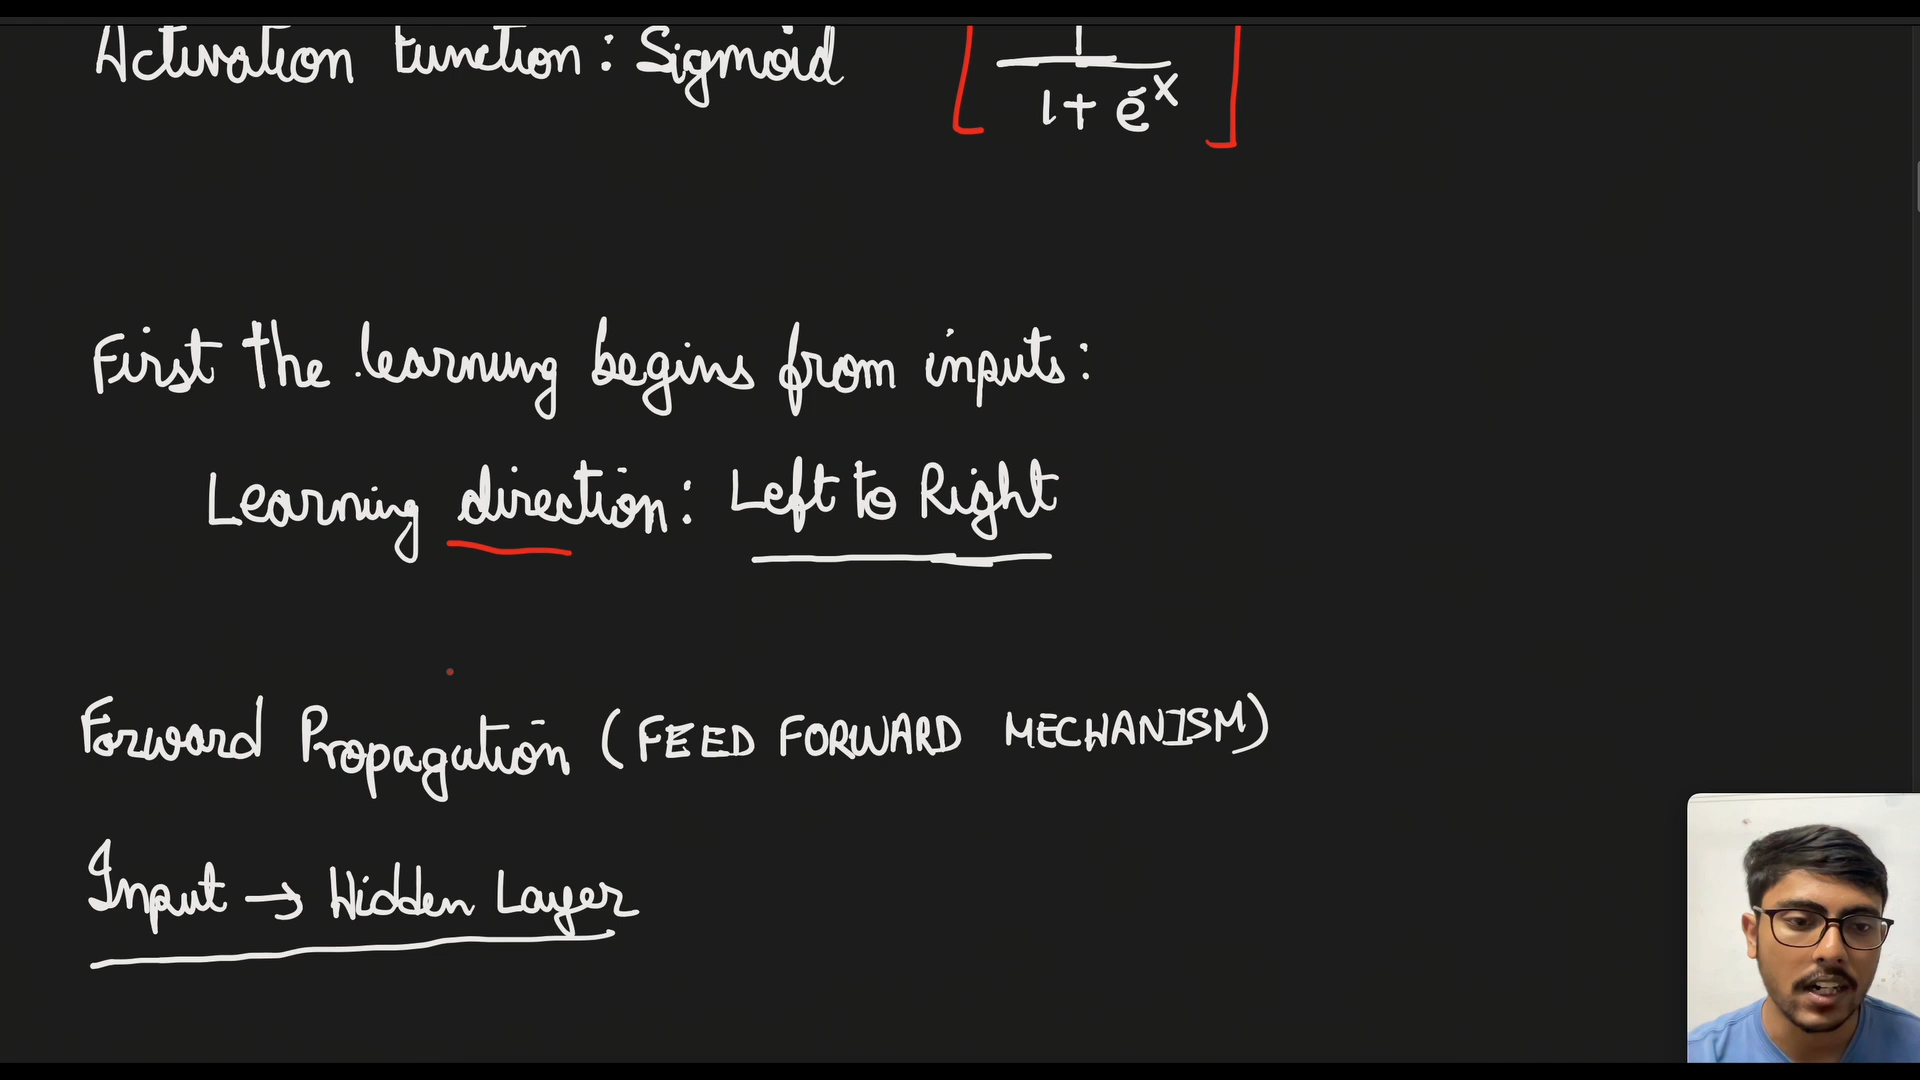 Activation Function: Sigmoid [ 1 / 1 + e^-x ]
First the learning begins from inputs:
Learning direction: Left to Right
Forward Propagation (FEED FORWARD MECHANISM)
Input → Hidden Layer